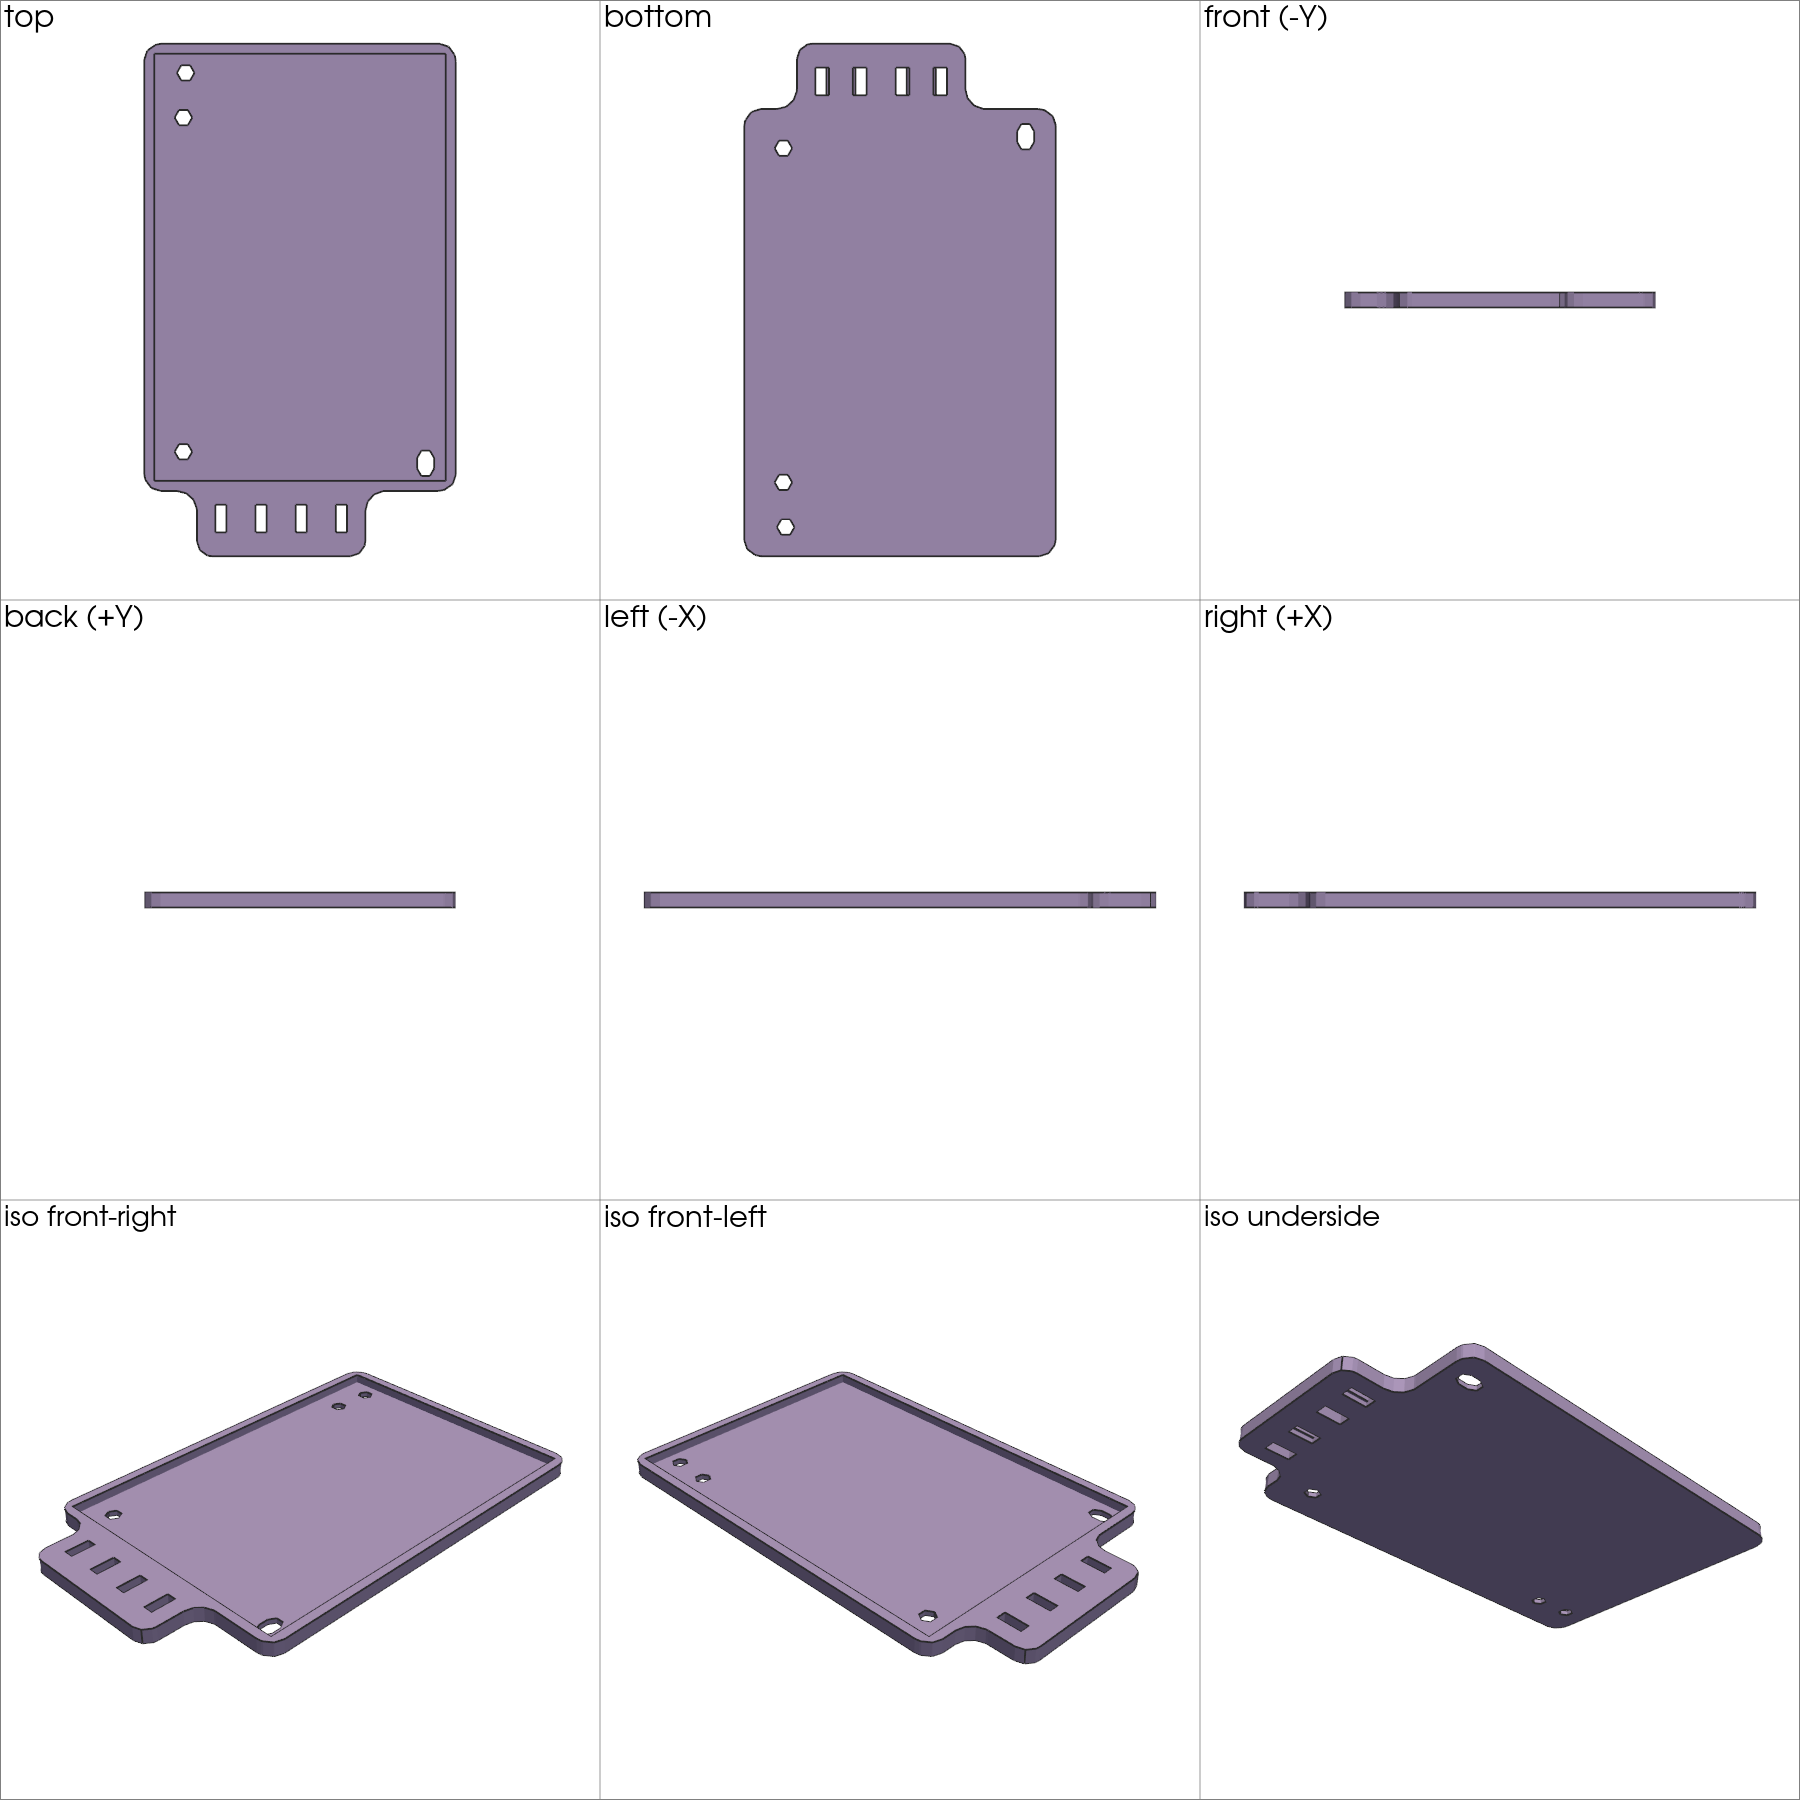 top
bottom
front (-Y)
back (+Y)
left (-X)
right (+X)
iso front-right
iso front-left
iso underside